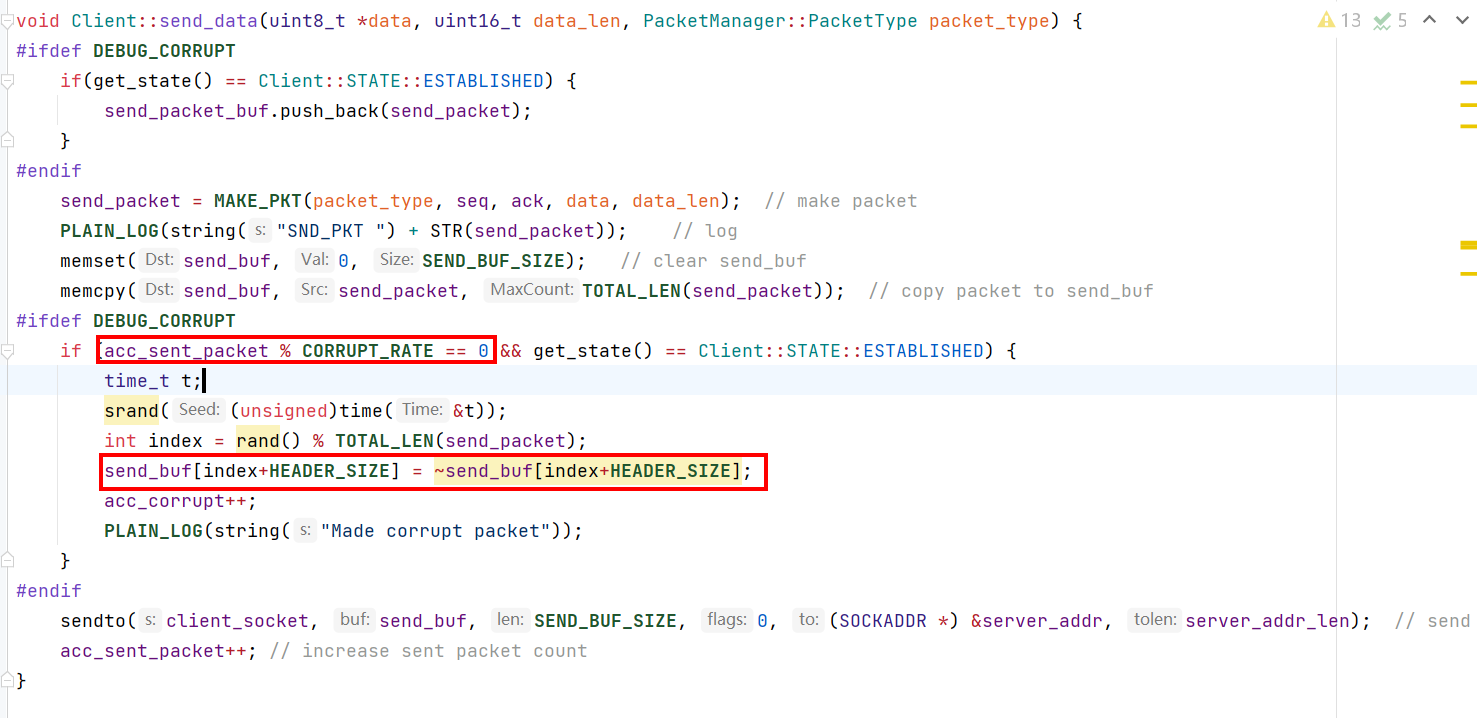 void Client::send_data(uint8_t *data, uint16_t data_len, PacketManager::PacketType packet_type) { 13 5
#ifdef DEBUG_CORRUPT
    if(get_state() == Client::STATE::ESTABLISHED) {
        send_packet_buf.push_back(send_packet);
    }
#endif
    send_packet = MAKE_PKT(packet_type, seq, ack, data, data_len);  // make packet
    PLAIN_LOG(string( s: "SND_PKT ") + STR(send_packet));    // log
    memset( Dst: send_buf, Val: 0, Size: SEND_BUF_SIZE);   // clear send_buf
    memcpy( Dst: send_buf, Src: send_packet, MaxCount: TOTAL_LEN(send_packet));  // copy packet to send_buf
#ifdef DEBUG_CORRUPT
    if (acc_sent_packet % CORRUPT_RATE == 0 && get_state() == Client::STATE::ESTABLISHED) {
        time_t t;
        srand( Seed: (unsigned)time( Time: &t));
        int index = rand() % TOTAL_LEN(send_packet);
        send_buf[index+HEADER_SIZE] = ~send_buf[index+HEADER_SIZE];
        acc_corrupt++;
        PLAIN_LOG(string( s: "Made corrupt packet"));
    }
#endif
    sendto( s: client_socket, buf: send_buf, len: SEND_BUF_SIZE, flags: 0, to: (SOCKADDR *) &server_addr, tolen: server_addr_len);  // send
    acc_sent_packet++; // increase sent packet count
}